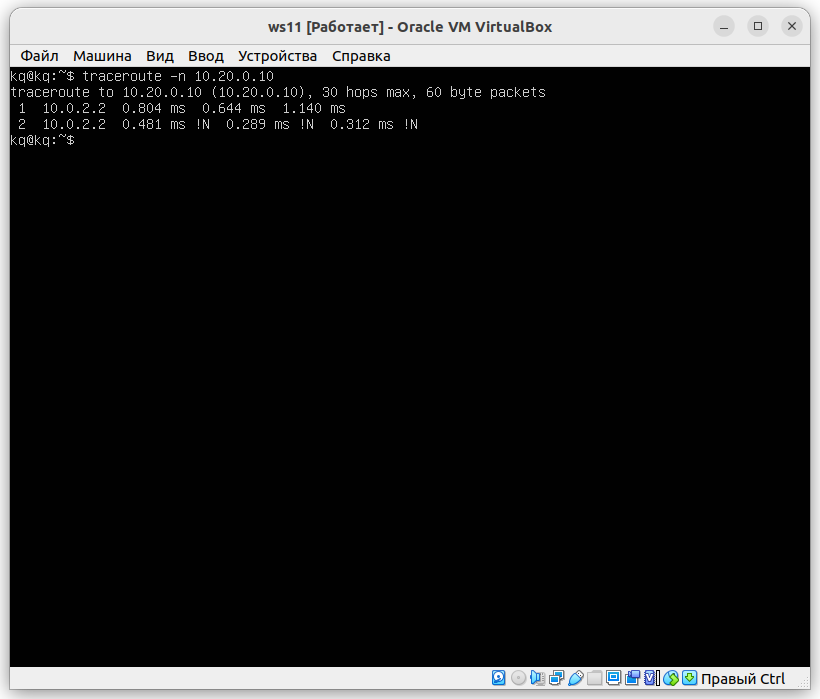 ws11 [Работает] - Oracle VM VirtualBox
Файл Машина Вид Ввод Устройства Справка
kq@kq:~$ traceroute -n 10.20.0.10
traceroute to 10.20.0.10 (10.20.0.10), 30 hops max, 60 byte packets
1 10.0.2.2 0.804 ms 0.644 ms 1.140 ms
2 10.0.2.2 0.481 ms !N 0.289 ms !N 0.312 ms !N
kq@kq:~$
Правый Ctrl